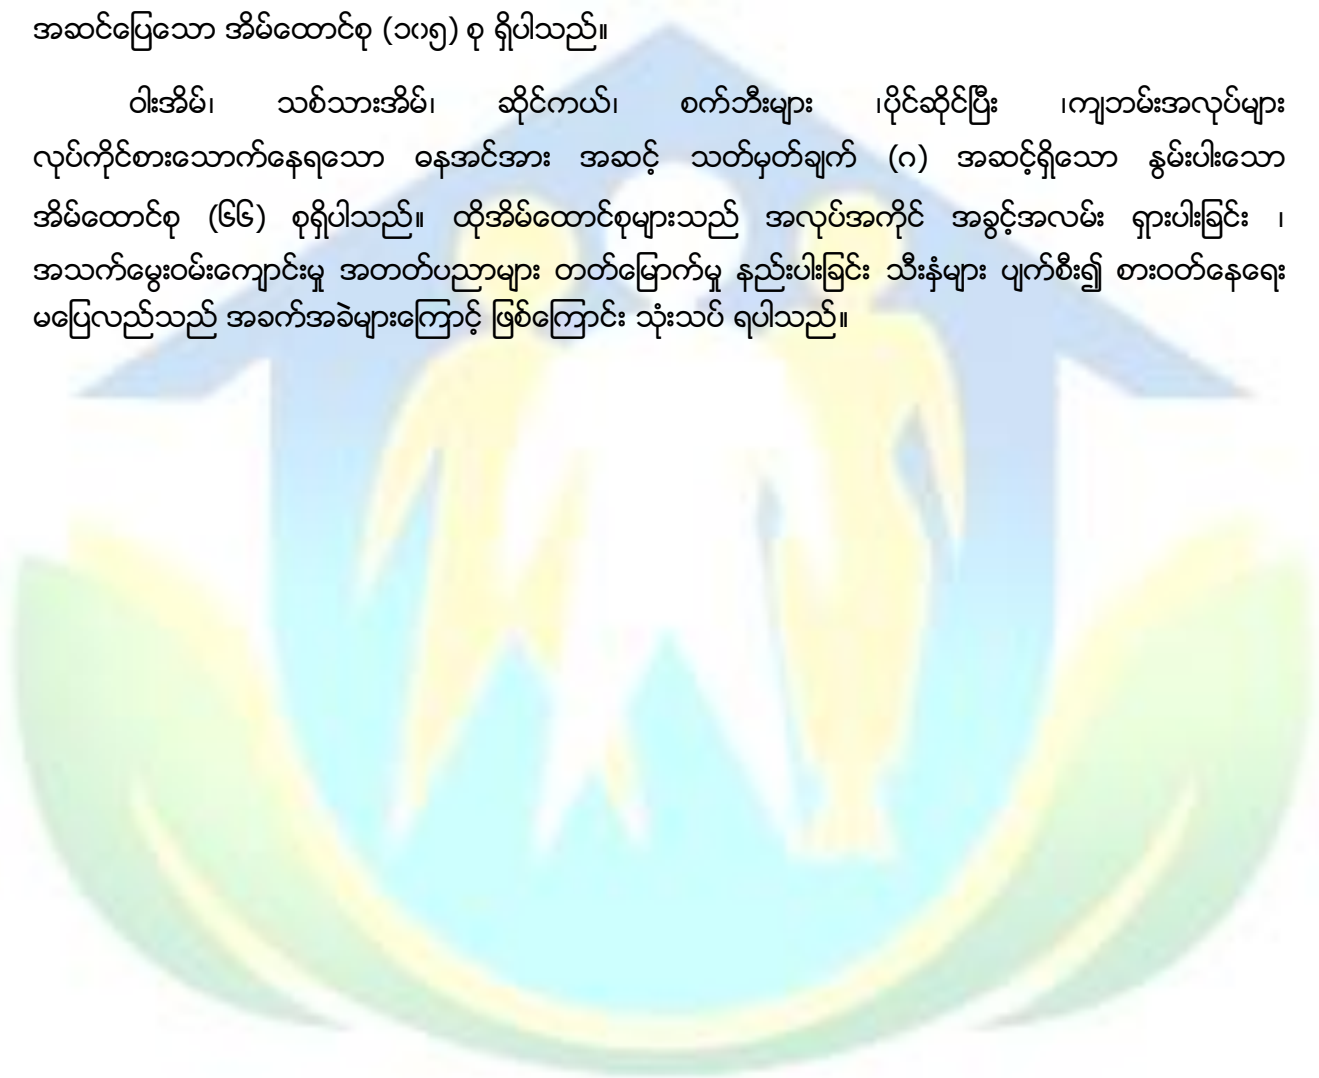 အဆင်ပြေသော အိမ်ထောင်စု (၁၀၅) စု ရှိပါသည်။
ဝါးအိမ်၊ သစ်သားအိမ်၊ ဆိုင်ကယ်၊ စက်ဘီးများ ၊ပိုင်ဆိုင်ပြီး ၊ကျဘမ်းအလုပ်များ
လုပ်ကိုင်စားသောက်နေရသော ဓနအင်အား အဆင့် သတ်မှတ်ချက် (ဂ) အဆင့်ရှိသော နွမ်းပါးသော
အိမ်ထောင်စု (၆၆) စုရှိပါသည်။ ထိုအိမ်ထောင်စုများသည် အလုပ်အကိုင် အခွင့်အလမ်း ရှားပါးခြင်း ၊
အသက်မွေးဝမ်းကျောင်းမှု အတတ်ပညာများ တတ်မြောက်မှု နည်းပါးခြင်း သီးနှံများ ပျက်စီး၍ စားဝတ်နေရေး
မပြေလည်သည် အခက်အခဲများကြောင့် ဖြစ်ကြောင်း သုံးသပ် ရပါသည်။